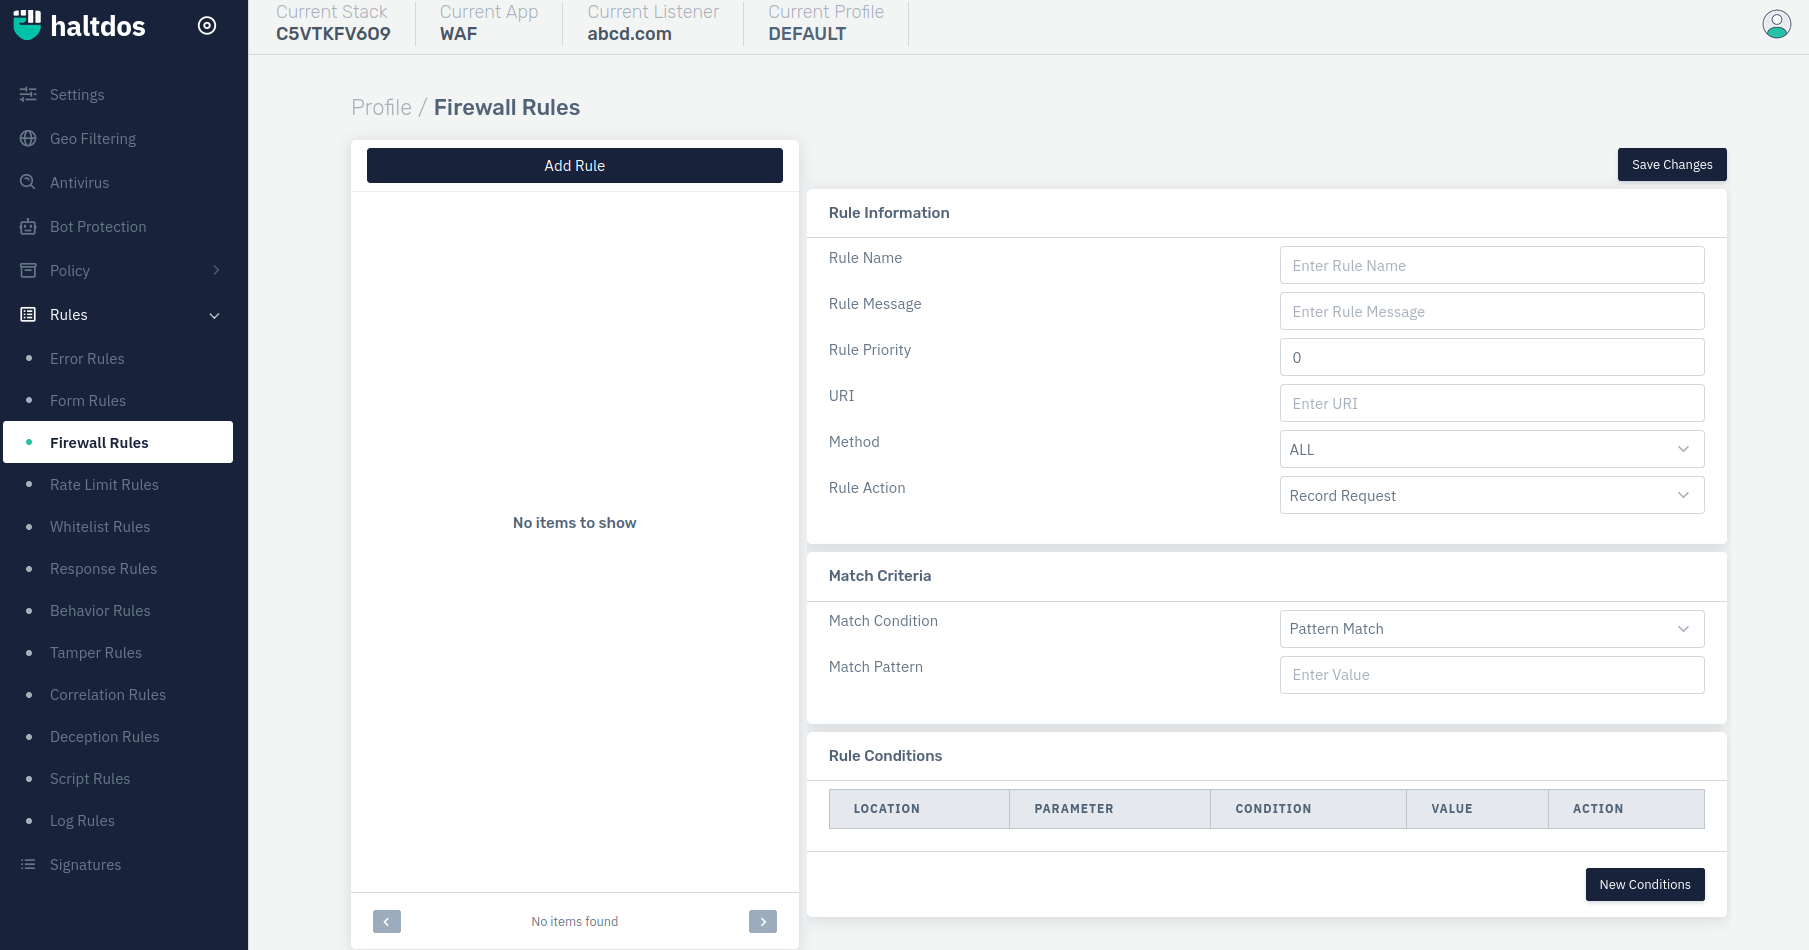 haltdos
Current Stack
C5VTKFV6O9
Current App
WAF
Current Listener
abcd.com
Current Profile
DEFAULT
Settings
Geo Filtering
Antivirus
Bot Protection
Policy
Rules
Error Rules
Form Rules
Firewall Rules
Rate Limit Rules
Whitelist Rules
Response Rules
Behavior Rules
Tamper Rules
Correlation Rules
Deception Rules
Script Rules
Log Rules
Signatures
Profile / Firewall Rules
Add Rule
No items to show
No items found
Save Changes
Rule Information
Rule Name
Enter Rule Name
Rule Message
Enter Rule Message
Rule Priority
0
URI
Enter URI
Method
ALL
Rule Action
Record Request
Match Criteria
Match Condition
Pattern Match
Match Pattern
Enter Value
Rule Conditions
LOCATION PARAMETER CONDITION VALUE ACTION
New Conditions